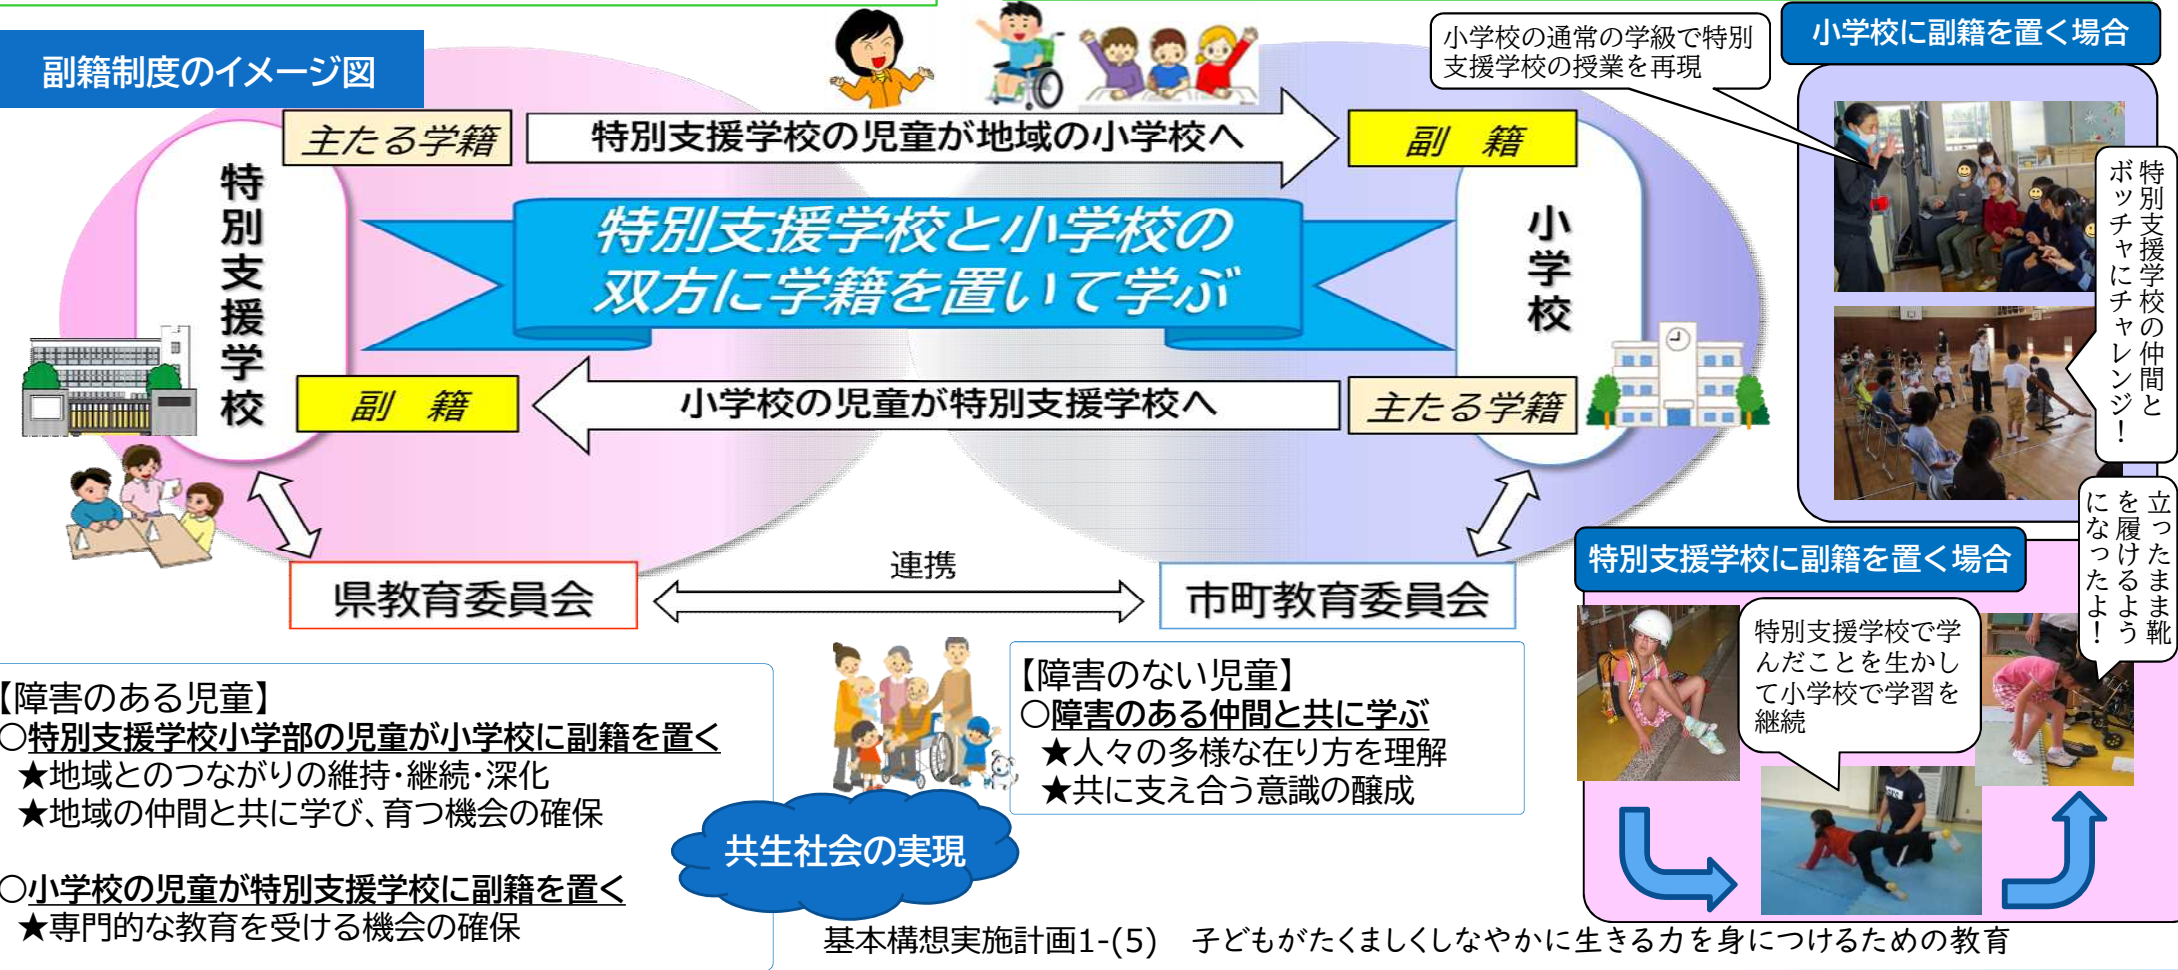 副籍制度のイメージ図
主たる学籍
特別支援学校の児童が地域の小学校へ
副　籍
特別支援学校
特別支援学校と小学校の
双方に学籍を置いて学ぶ
小学校
副　籍
小学校の児童が特別支援学校へ
主たる学籍
県教育委員会
連携
市町教育委員会
小学校に副籍を置く場合
小学校の通常の学級で特別
支援学校の授業を再現
特別支援学校の仲間と
ボッチャにチャレンジ！
特別支援学校に副籍を置く場合
立ったまま靴
を履けるよう
になったよ！
特別支援学校で学
んだことを生かし
て小学校で学習を
継続
【障害のある児童】
○特別支援学校小学部の児童が小学校に副籍を置く
★地域とのつながりの維持・継続・深化
★地域の仲間と共に学び、育つ機会の確保
○小学校の児童が特別支援学校に副籍を置く
★専門的な教育を受ける機会の確保
【障害のない児童】
○障害のある仲間と共に学ぶ
★人々の多様な在り方を理解
★共に支え合う意識の醸成
共生社会の実現
基本構想実施計画1-(5)　子どもがたくましくしなやかに生きる力を身につけるための教育